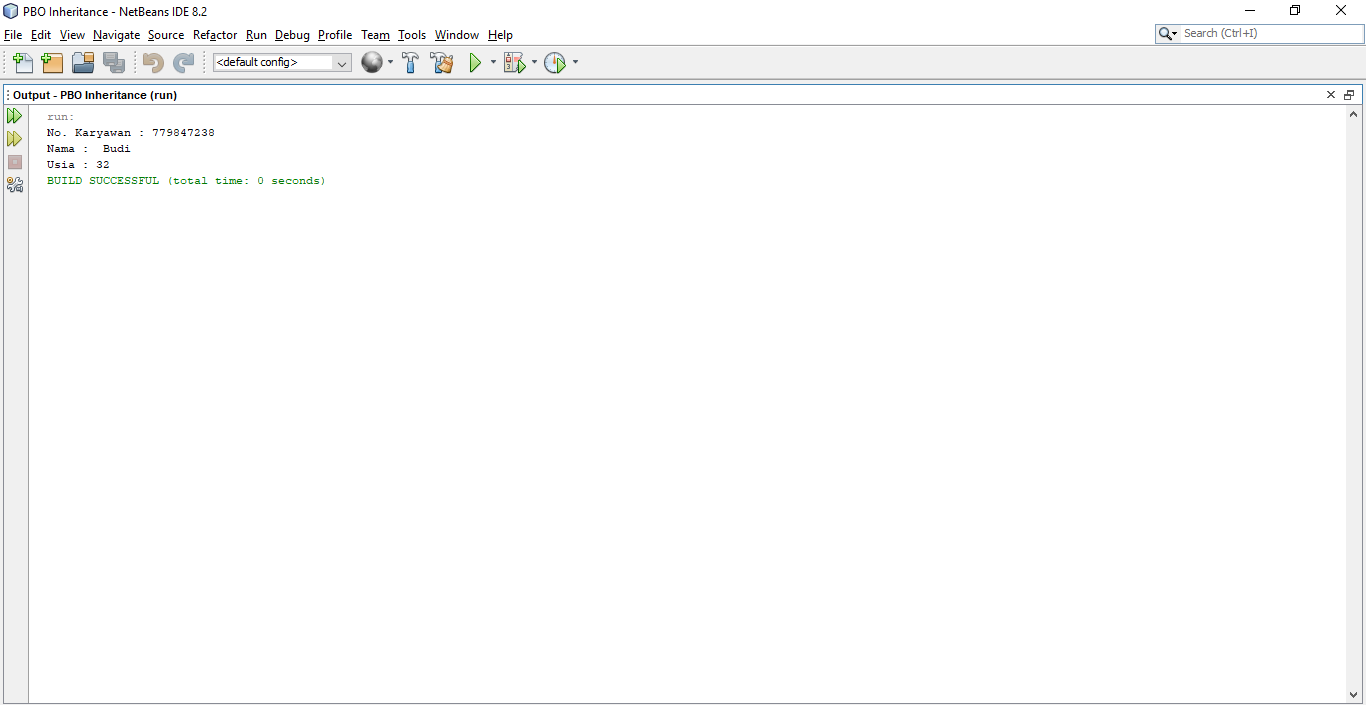 PBO Inheritance - NetBeans IDE 8.2
File Edit View Navigate Source Refactor Run Debug Profile Team Tools Window Help
Search (Ctrl+I)
<default config>
Output - PBO Inheritance (run)
run:
No. Karyawan : 779847238
Nama :  Budi
Usia : 32
BUILD SUCCESSFUL (total time: 0 seconds)